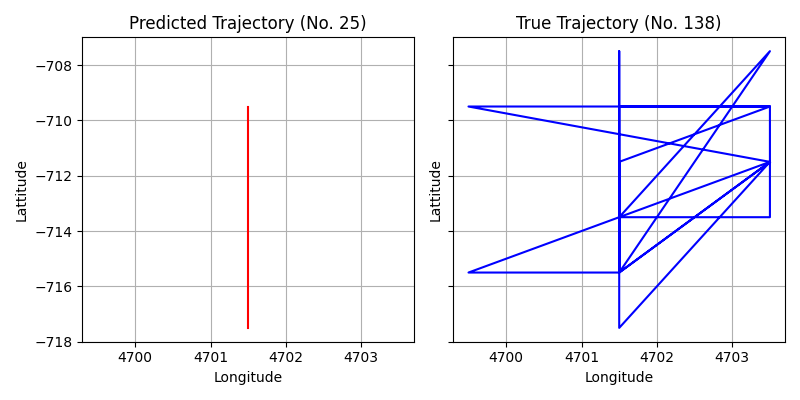 Predicted Trajectory (No. 25)
True Trajectory (No. 138)
−708
−710
−712
−714
−716
−718
Lattitude
Lattitude
4700
4701
4702
4703
4700
4701
4702
4703
Longitude
Longitude